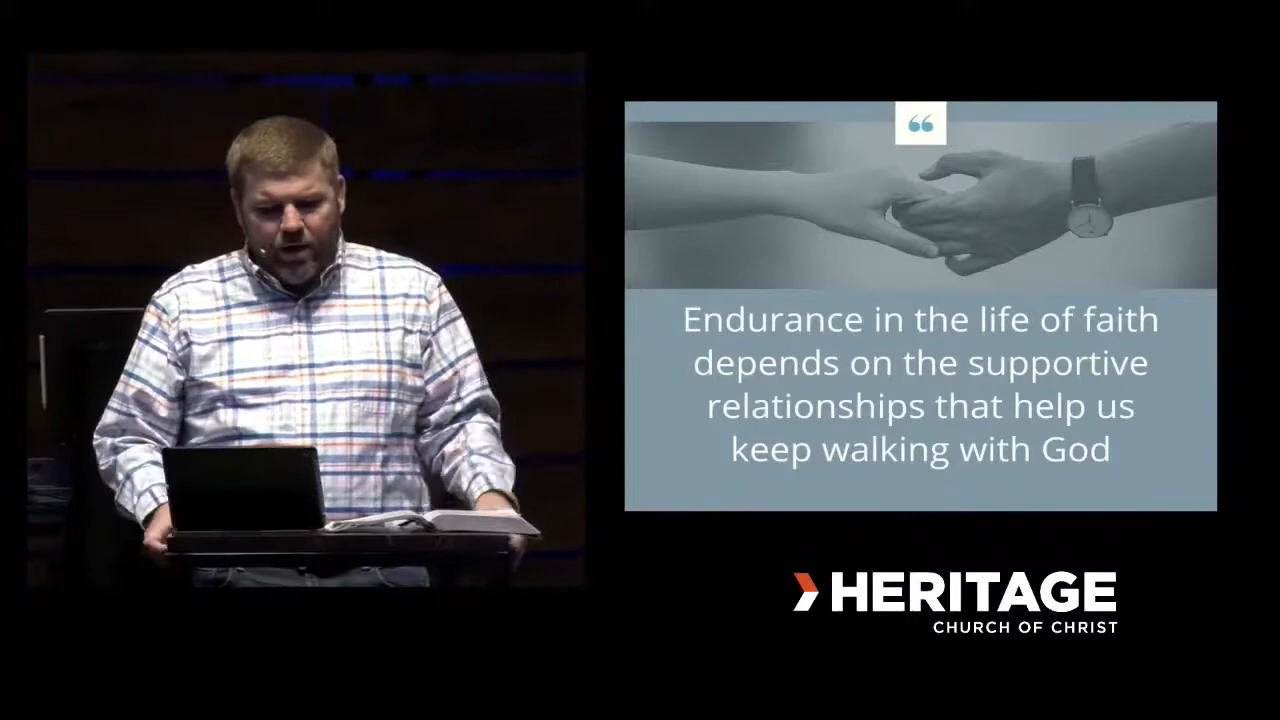 “
Endurance in the life of faith
depends on the supportive
relationships that help us
keep walking with God
HERITAGE
CHURCH OF CHRIST